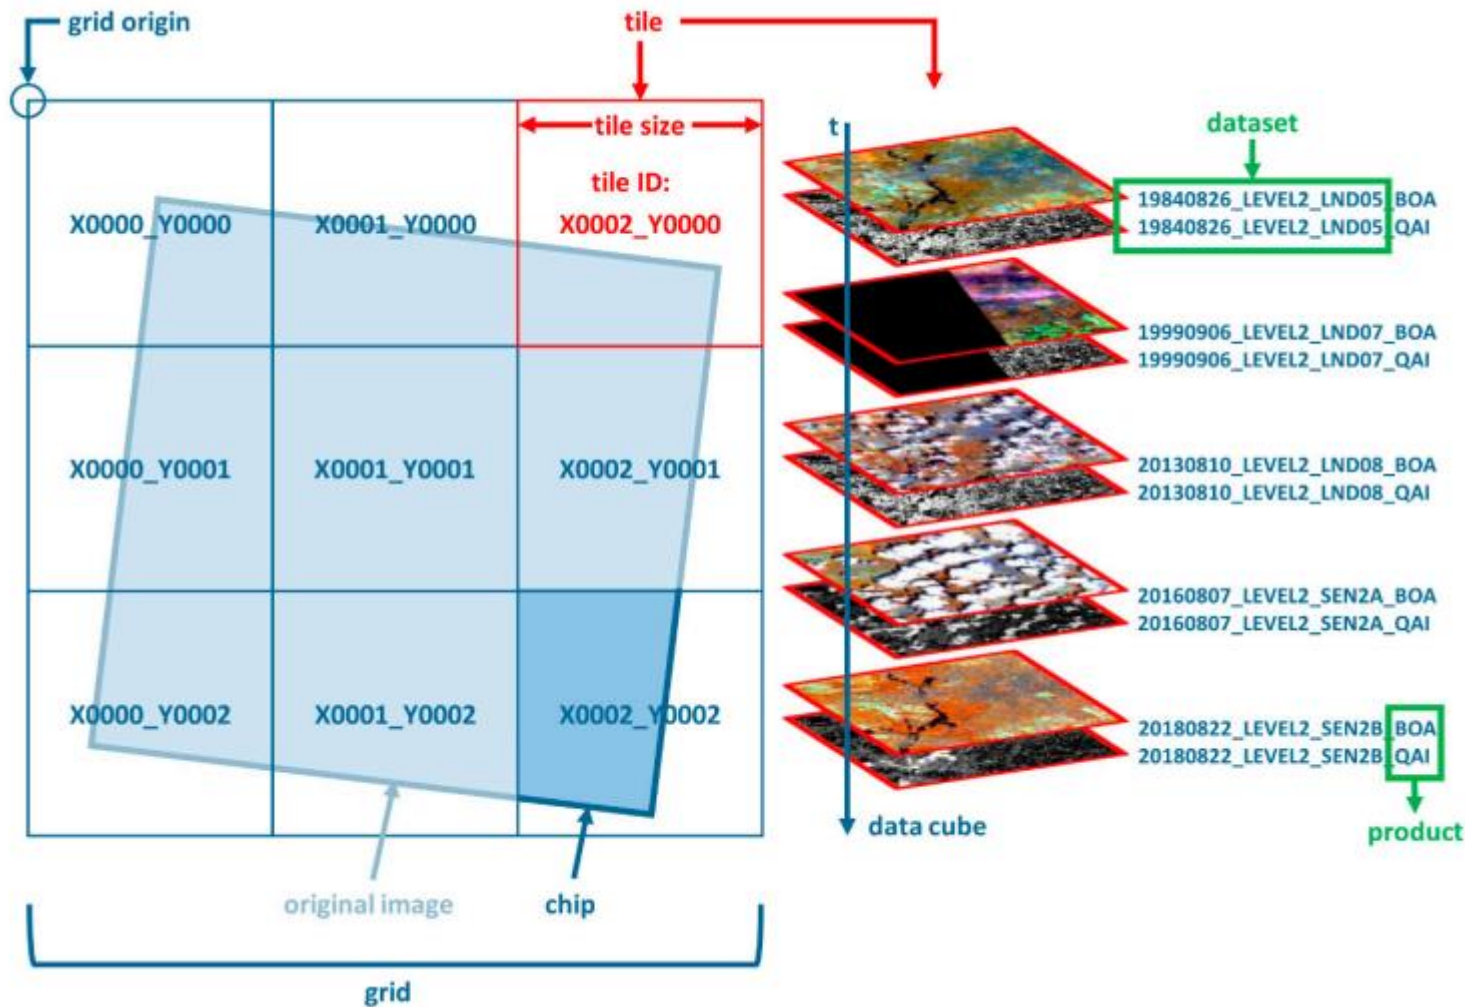 grid origin
tile
tile size
tile ID:
X0002_Y0000
X0000_Y0000
X0001_Y0000
X0000_Y0001
X0001_Y0001
X0002_Y0001
X0000_Y0002
X0001_Y0002
X0002_Y0002
original image
chip
grid
t
dataset
19840826_LEVEL2_LND05_BOA
19840826_LEVEL2_LND05_QAI
19990906_LEVEL2_LND07_BOA
19990906_LEVEL2_LND07_QAI
20130810_LEVEL2_LND08_BOA
20130810_LEVEL2_LND08_QAI
20160807_LEVEL2_SEN2A_BOA
20160807_LEVEL2_SEN2A_QAI
20180822_LEVEL2_SEN2B_BOA
20180822_LEVEL2_SEN2B_QAI
data cube
product